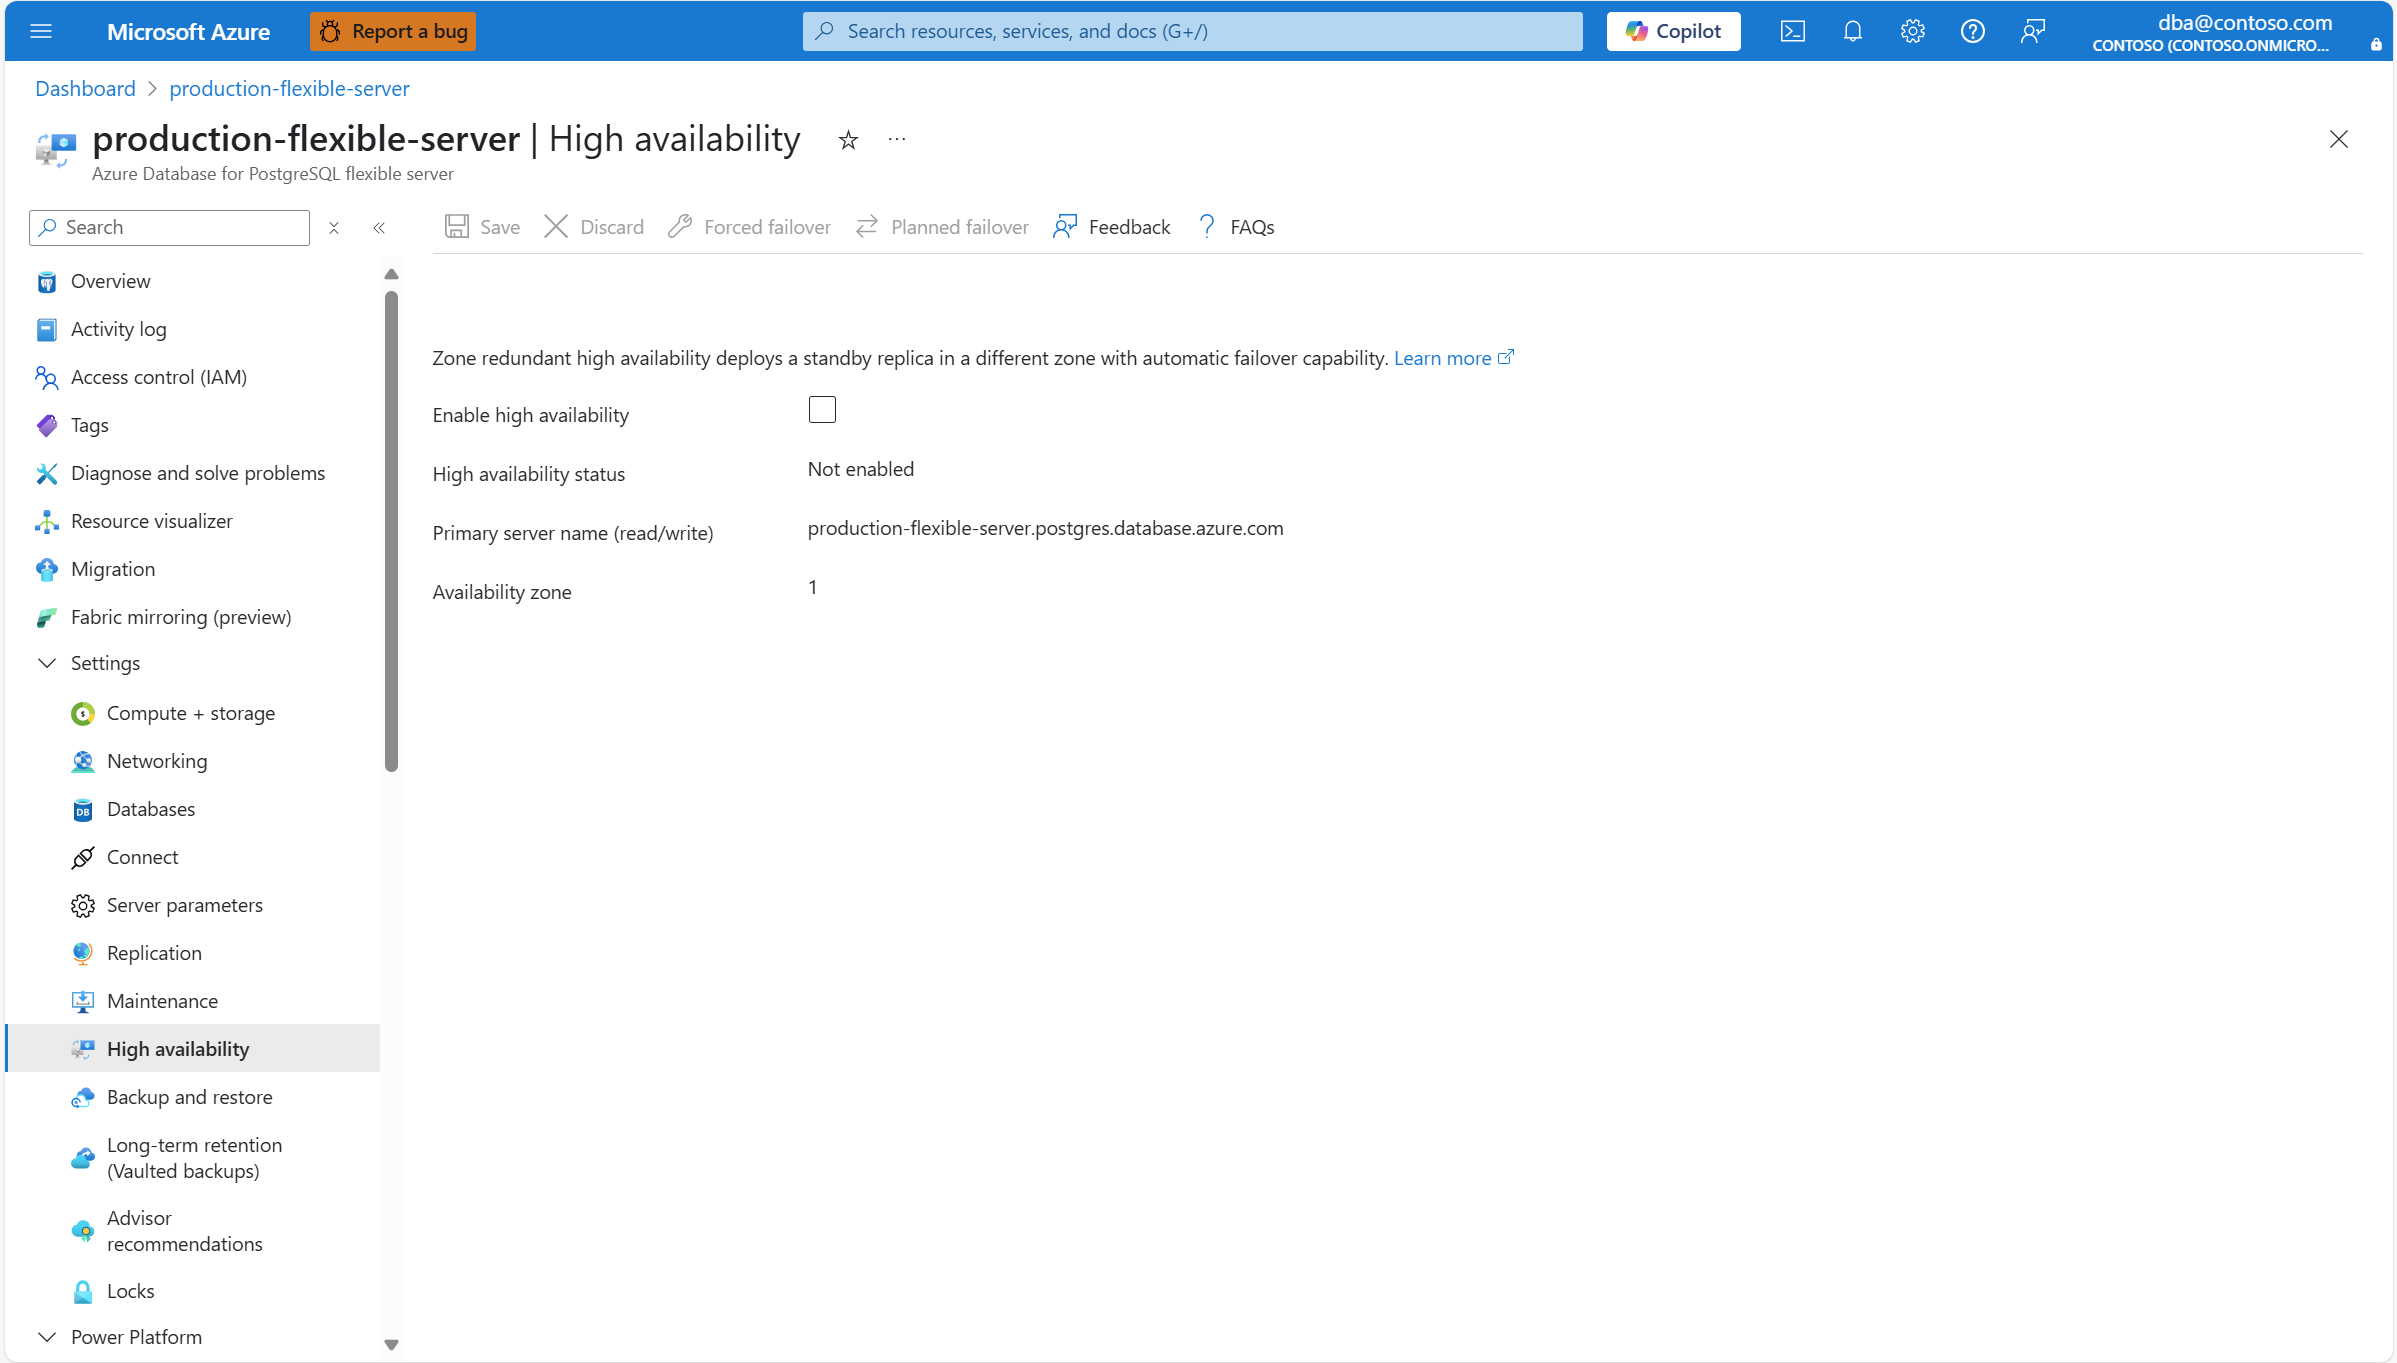 Microsoft Azure
Report a bug
Search resources, services, and docs (G+/)
Copilot
dba@contoso.com
CONTOSO (CONTOSO.ONMICRO...
Dashboard > production-flexible-server
production-flexible-server | High availability
Azure Database for PostgreSQL flexible server
Search
Save
Discard
Forced failover
Planned failover
Feedback
FAQs
Overview
Activity log
Access control (IAM)
Tags
Diagnose and solve problems
Resource visualizer
Migration
Fabric mirroring (preview)
Settings
Compute + storage
Networking
Databases
Connect
Server parameters
Replication
Maintenance
High availability
Backup and restore
Long-term retention
(Vaulted backups)
Advisor
recommendations
Locks
Power Platform
Zone redundant high availability deploys a standby replica in a different zone with automatic failover capability. Learn more
Enable high availability
High availability status Not enabled
Primary server name (read/write) production-flexible-server.postgres.database.azure.com
Availability zone 1